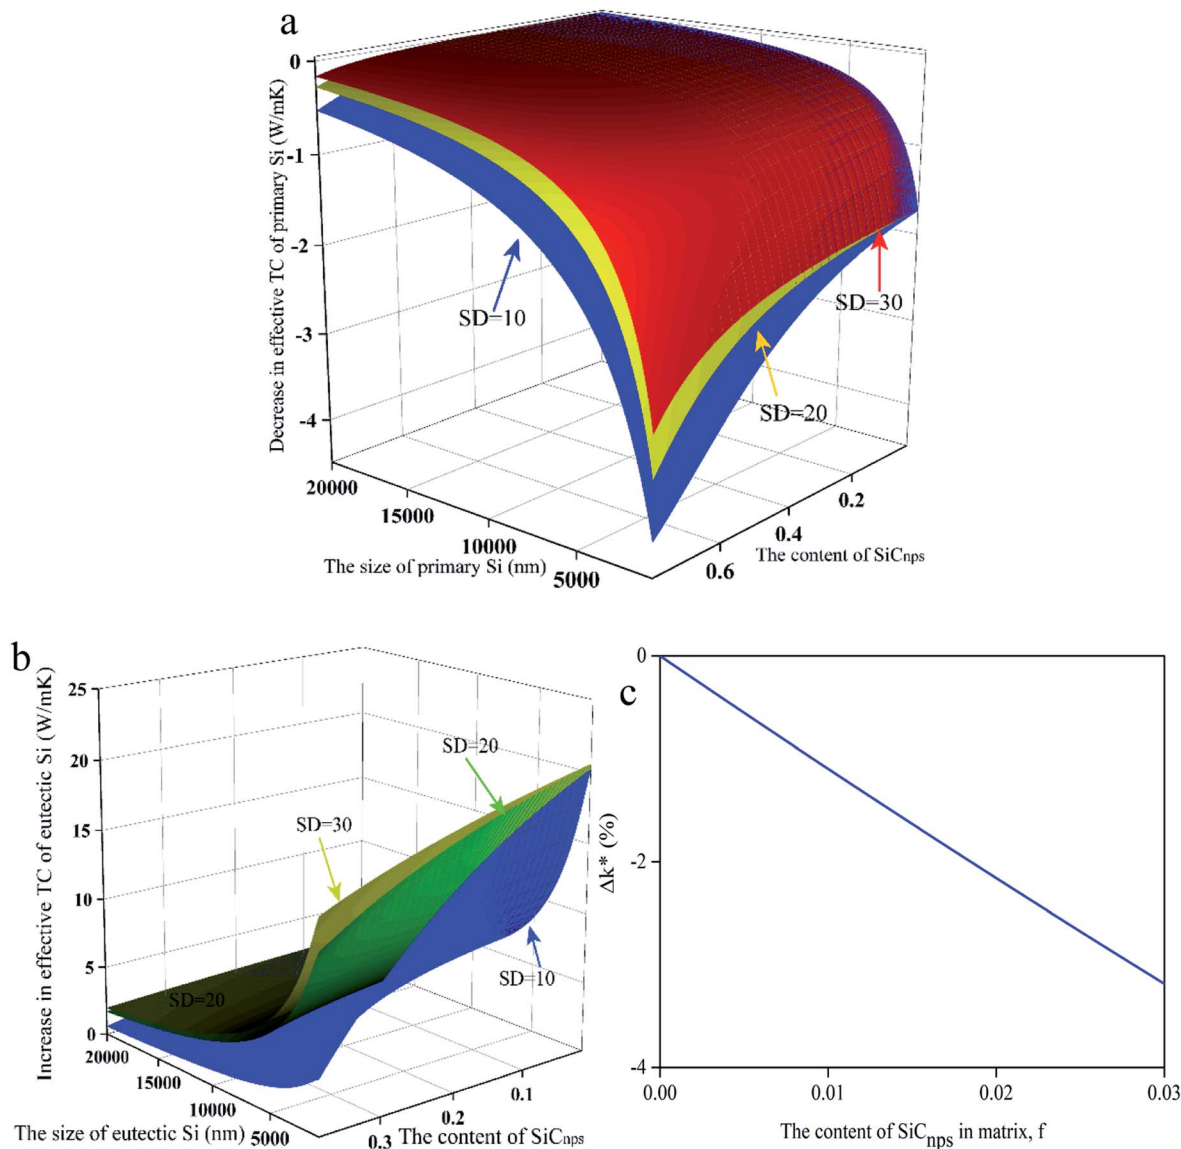 a
Decrease in effective TC of primary Si (W/mK)
0
-1
-2
-3
-4
SD=10
SD=30
SD=20
20000
15000
10000
5000
The size of primary Si (nm)
0.2
0.4
0.6
The content of SiCnps
b
Increase in effective TC of eutectic Si (W/mK)
25
20
15
10
5
0
SD=20
SD=30
SD=20
SD=10
20000
15000
10000
5000
The size of eutectic Si (nm)
0.1
0.2
0.3
The content of SiCnps
c
Δk* (%)
0
-2
-4
0.00
0.01
0.02
0.03
The content of SiCnps in matrix, f